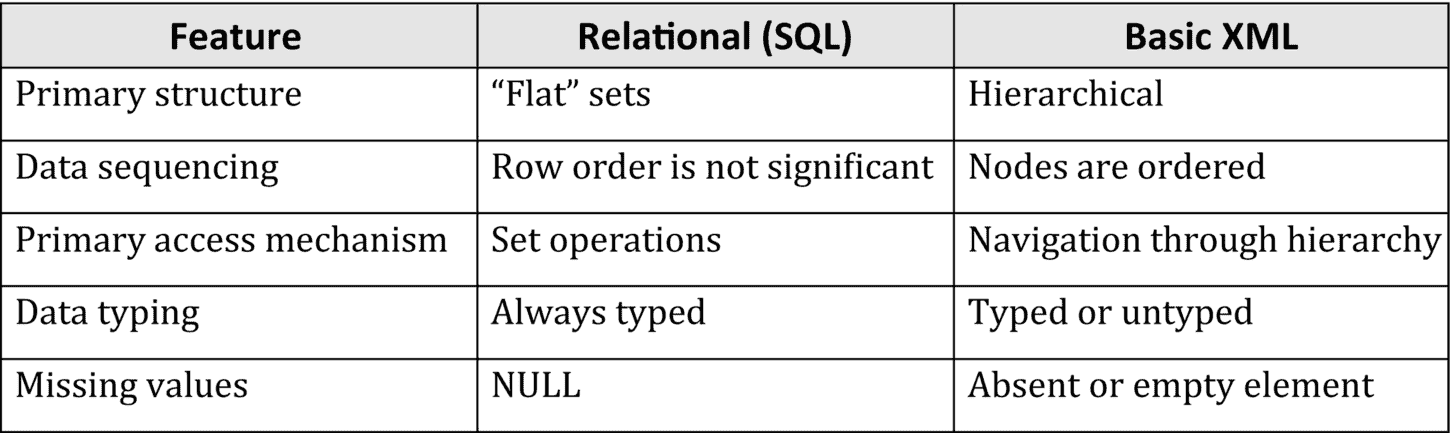 Feature Relational (SQL) Basic XML
Primary structure “Flat” sets Hierarchical
Data sequencing Row order is not significant Nodes are ordered
Primary access mechanism Set operations Navigation through hierarchy
Data typing Always typed Typed or untyped
Missing values NULL Absent or empty element